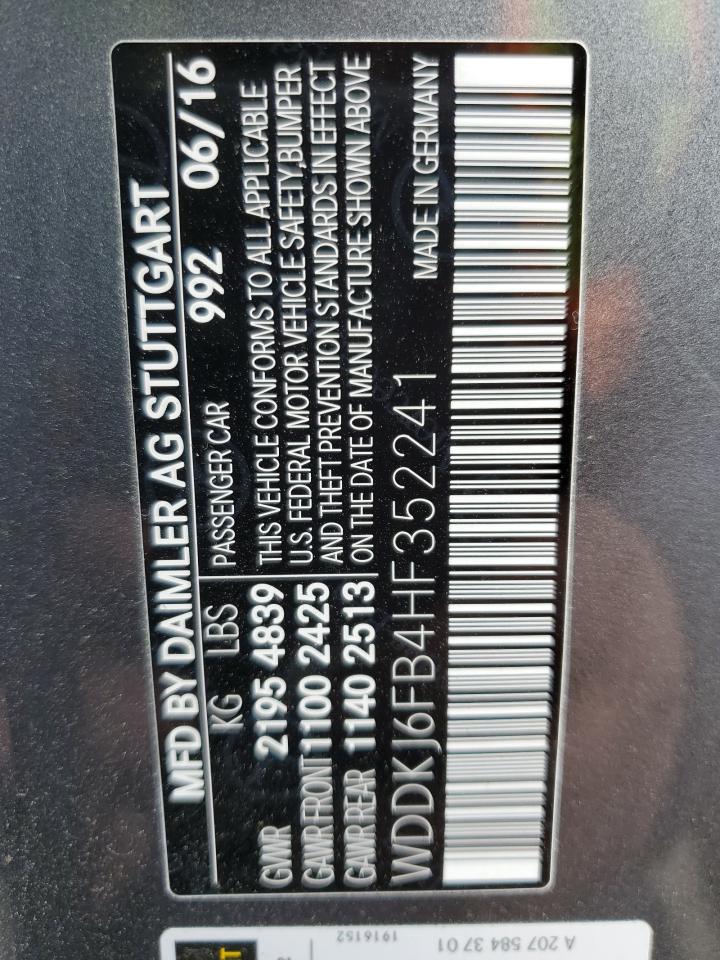 MFD BY DAIMLER AG STUTTGART
992 06/16
KG LBS PASSENGER CAR
GVWR 2195 4839
GAWR FRONT 1100 2425
GAWR REAR 1140 2513
THIS VEHICLE CONFORMS TO ALL APPLICABLE
U.S. FEDERAL MOTOR VEHICLE SAFETY,BUMPER
AND THEFT PREVENTION STANDARDS IN EFFECT
ON THE DATE OF MANUFACTURE SHOWN ABOVE
WDDKJ6FB4HF352241
MADE IN GERMANY
A 207 584 37 01
1916152